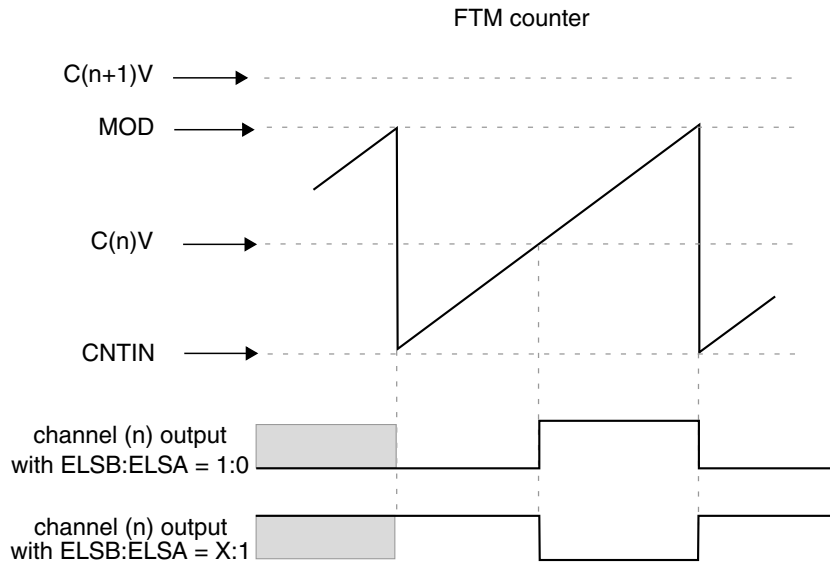 FTM counter
C(n+1)V
MOD
C(n)V
CNTIN
channel (n) output
with ELSB:ELSA = 1:0
channel (n) output
with ELSB:ELSA = X:1